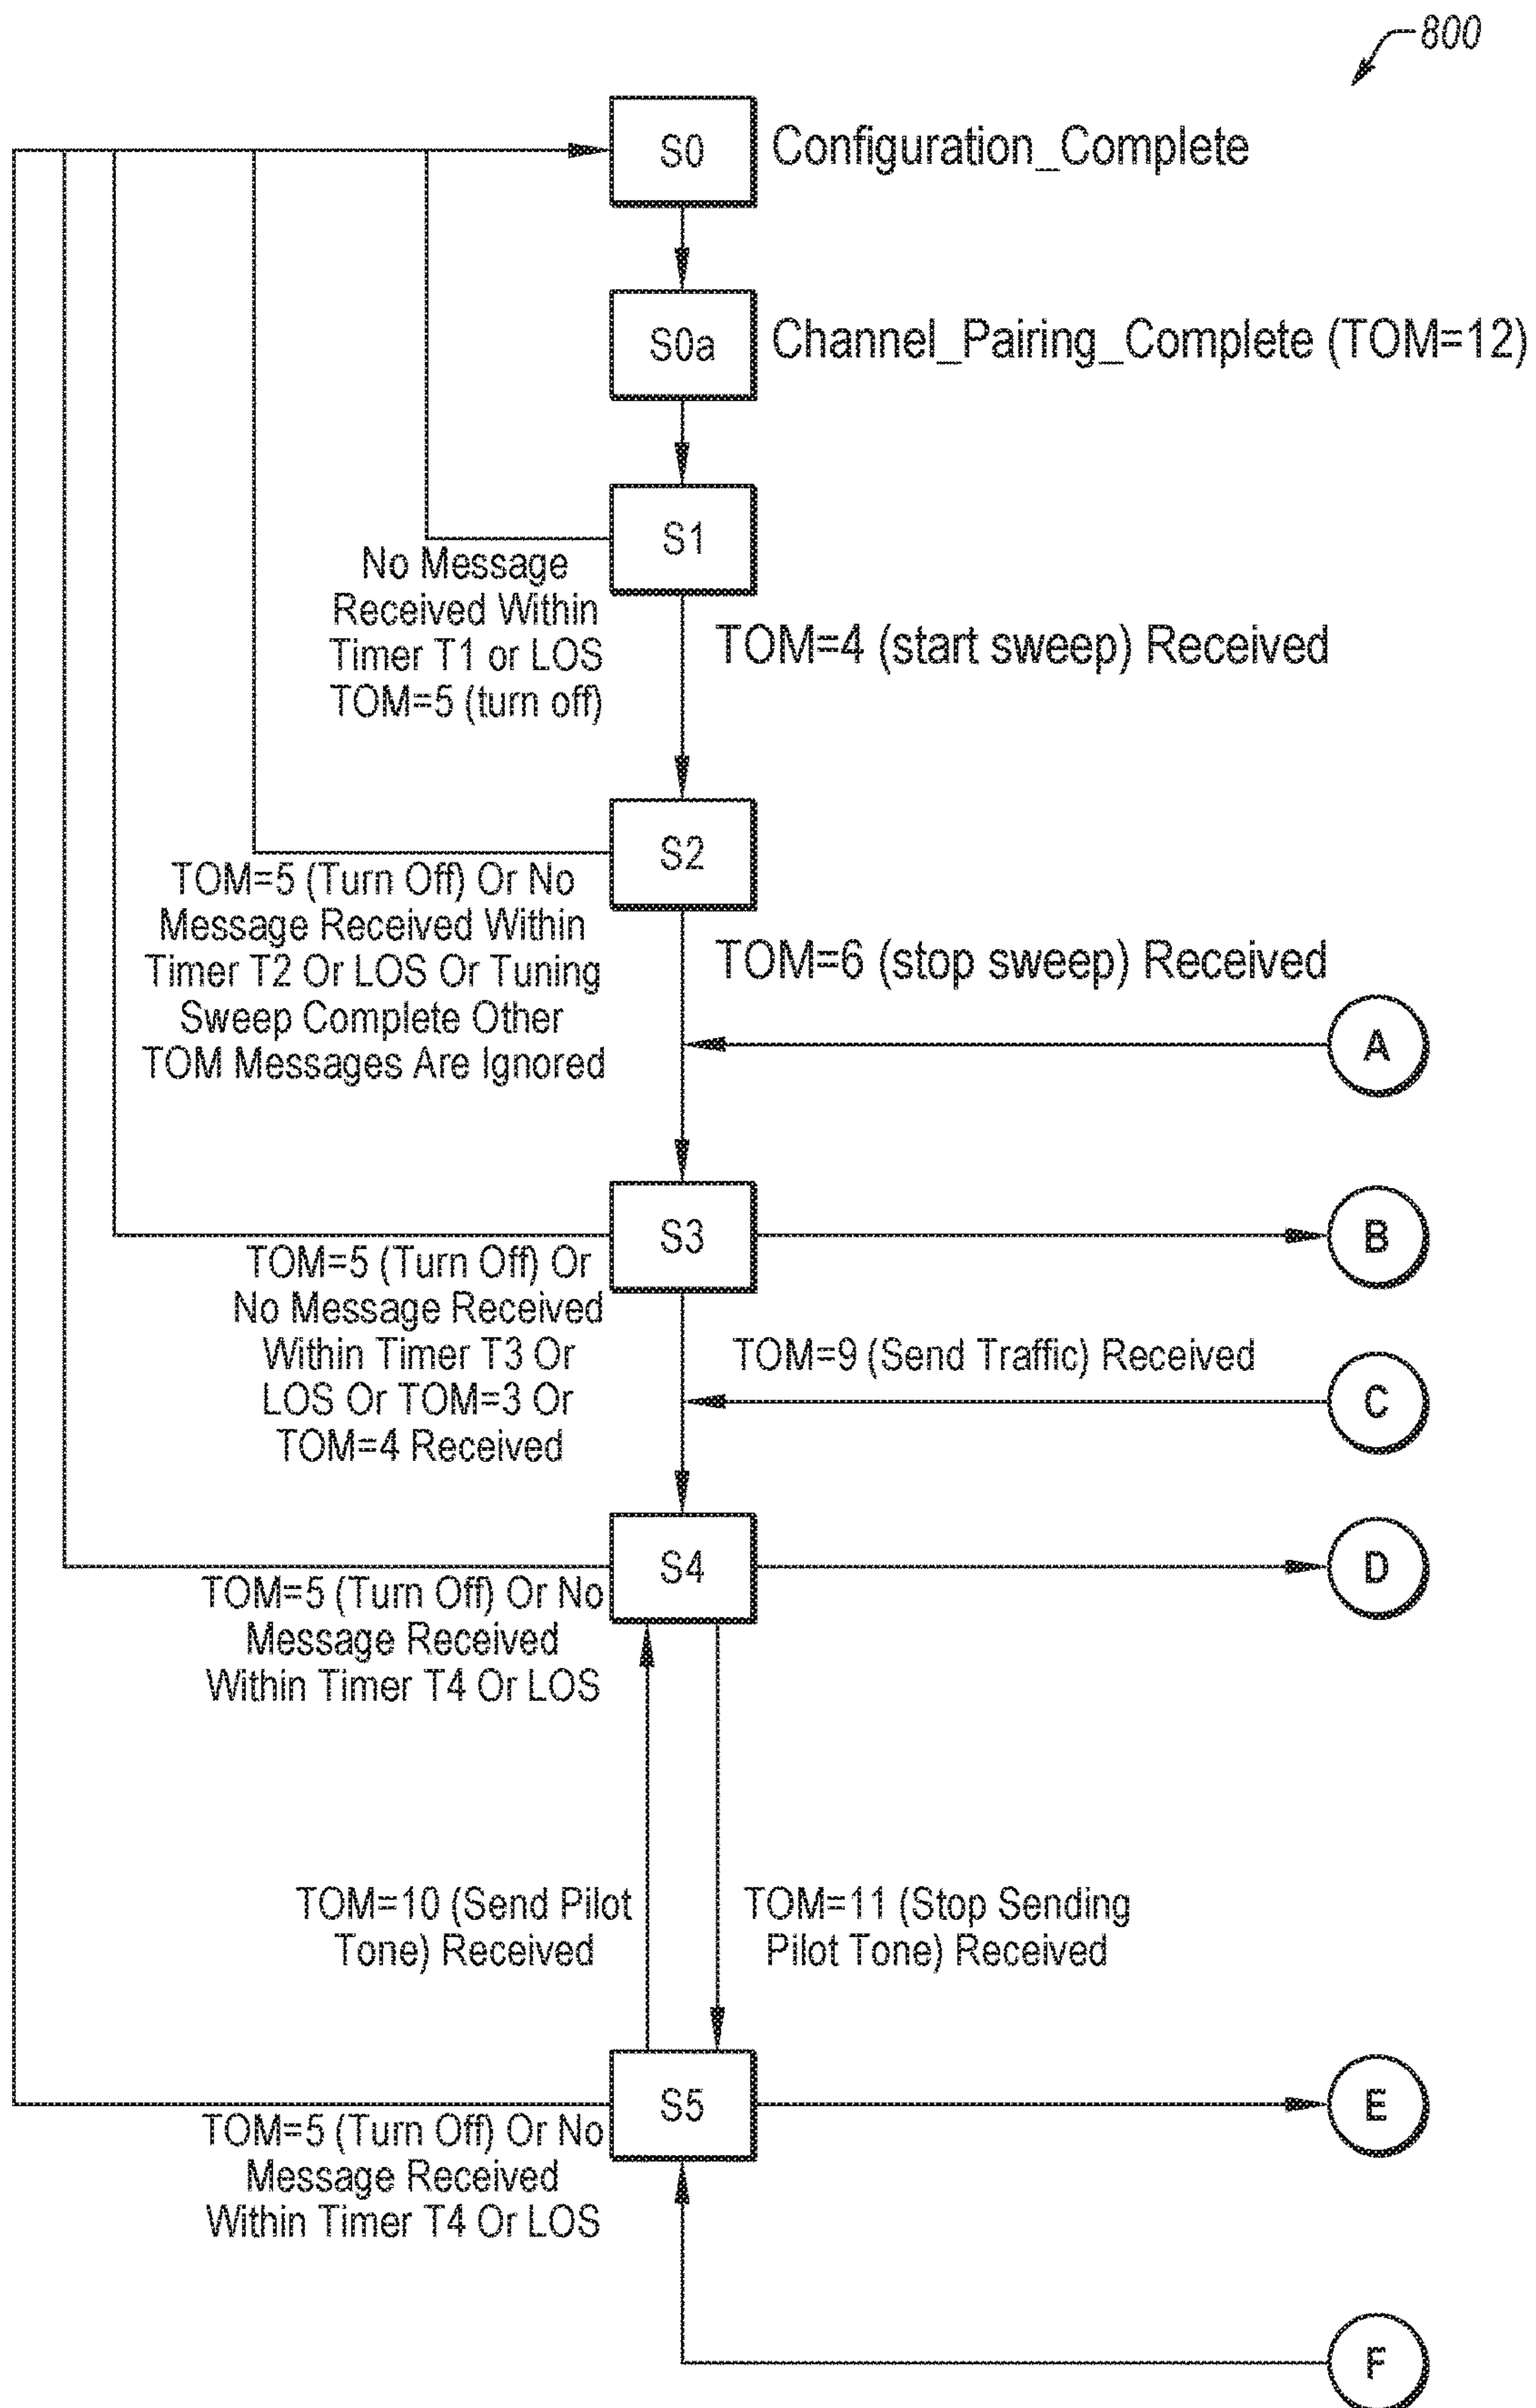 800
S0
Configuration_Complete
S0a
Channel_Pairing_Complete (TOM=12)
S1
No Message
Received Within
Timer T1 or LOS
TOM=5 (turn off)
TOM=4 (start sweep) Received
S2
TOM=5 (Turn Off) Or No
Message Received Within
Timer T2 Or LOS Or Tuning
Sweep Complete Other
TOM Messages Are Ignored
TOM=6 (stop sweep) Received
A
S3
B
TOM=5 (Turn Off) Or
No Message Received
Within Timer T3 Or
LOS Or TOM=3 Or
TOM=4 Received
TOM=9 (Send Traffic) Received
C
S4
D
TOM=5 (Turn Off) Or No
Message Received
Within Timer T4 Or LOS
TOM=10 (Send Pilot
Tone) Received
TOM=11 (Stop Sending
Pilot Tone) Received
S5
E
TOM=5 (Turn Off) Or No
Message Received
Within Timer T4 Or LOS
F